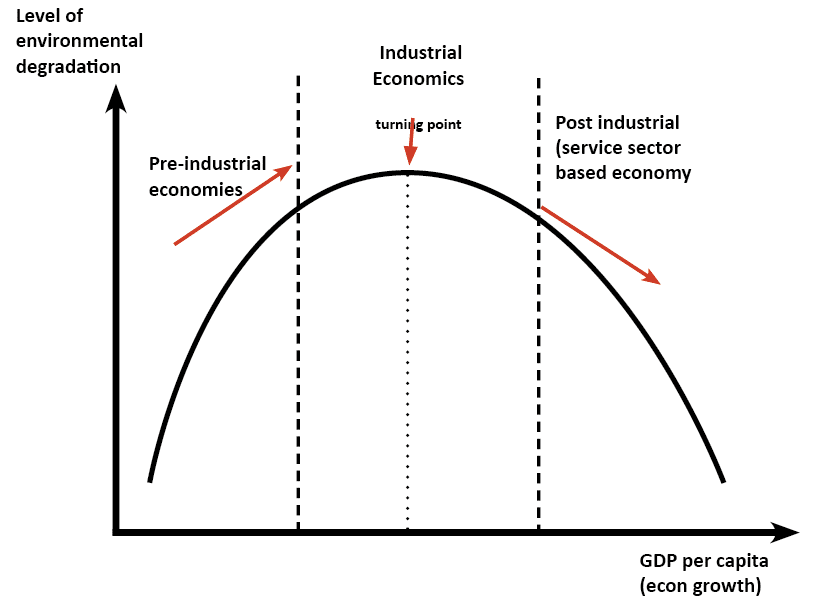 Level of
environmental
degradation
Industrial
Economics
turning point
Pre-industrial
economies
Post industrial
(service sector
based economy
GDP per capita
(econ growth)